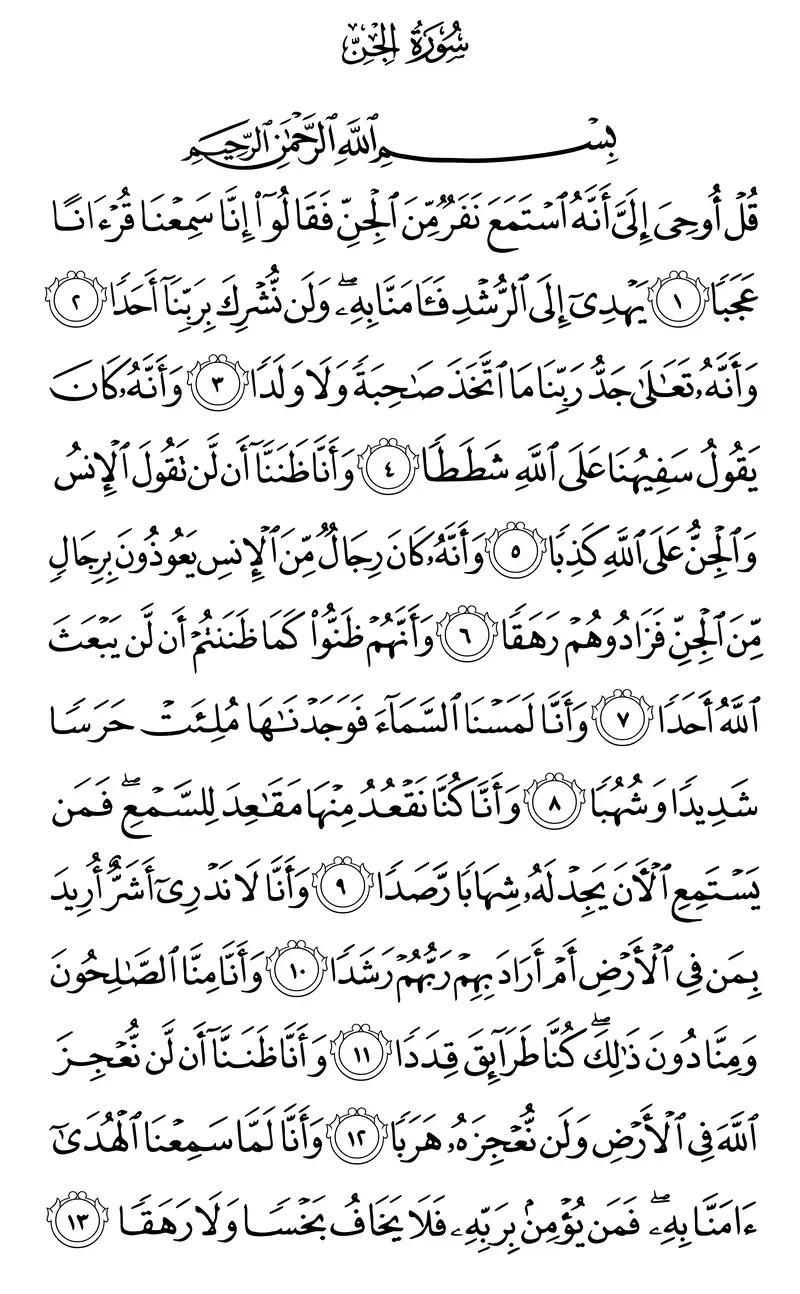 سُورَةُ الجِنِّ
بِسْمِ ٱللَّهِ ٱلرَّحْمَٰنِ ٱلرَّحِيمِ
قُلْ أُوحِىَ إِلَىَّ أَنَّهُ ٱسْتَمَعَ نَفَرٌ مِّنَ ٱلْجِنِّ فَقَالُوٓا۟ إِنَّا سَمِعْنَا قُرْءَانًا
عَجَبًا ١ يَهْدِىٓ إِلَى ٱلرُّشْدِ فَـَٔامَنَّا بِهِۦ ۖ وَلَن نُّشْرِكَ بِرَبِّنَآ أَحَدًا ٢
وَأَنَّهُۥ تَعَٰلَىٰ جَدُّ رَبِّنَا مَا ٱتَّخَذَ صَٰحِبَةً وَلَا وَلَدًا ٣ وَأَنَّهُۥ كَانَ
يَقُولُ سَفِيهُنَا عَلَى ٱللَّهِ شَطَطًا ٤ وَأَنَّا ظَنَنَّآ أَن لَّن تَقُولَ ٱلْإِنسُ
وَٱلْجِنُّ عَلَى ٱللَّهِ كَذِبًا ٥ وَأَنَّهُۥ كَانَ رِجَالٌ مِّنَ ٱلْإِنسِ يَعُوذُونَ بِرِجَالٍ
مِّنَ ٱلْجِنِّ فَزَادُوهُمْ رَهَقًا ٦ وَأَنَّهُمْ ظَنُّوا۟ كَمَا ظَنَنتُمْ أَن لَّن يَبْعَثَ
ٱللَّهُ أَحَدًا ٧ وَأَنَّا لَمَسْنَا ٱلسَّمَآءَ فَوَجَدْنَٰهَا مُلِئَتْ حَرَسًا
شَدِيدًا وَشُهُبًا ٨ وَأَنَّا كُنَّا نَقْعُدُ مِنْهَا مَقَٰعِدَ لِلسَّمْعِ ۖ فَمَن
يَسْتَمِعِ ٱلْـَٔانَ يَجِدْ لَهُۥ شِهَابًا رَّصَدًا ٩ وَأَنَّا لَا نَدْرِىٓ أَشَرٌّ أُرِيدَ
بِمَن فِى ٱلْأَرْضِ أَمْ أَرَادَ بِهِمْ رَبُّهُمْ رَشَدًا ١٠ وَأَنَّا مِنَّا ٱلصَّٰلِحُونَ
وَمِنَّا دُونَ ذَٰلِكَ ۖ كُنَّا طَرَآئِقَ قِدَدًا ١١ وَأَنَّا ظَنَنَّآ أَن لَّن نُّعْجِزَ
ٱللَّهَ فِى ٱلْأَرْضِ وَلَن نُّعْجِزَهُۥ هَرَبًا ١٢ وَأَنَّا لَمَّا سَمِعْنَا ٱلْهُدَىٰٓ
ءَامَنَّا بِهِۦ ۖ فَمَن يُؤْمِنۢ بِرَبِّهِۦ فَلَا يَخَافُ بَخْسًا وَلَا رَهَقًا ١٣